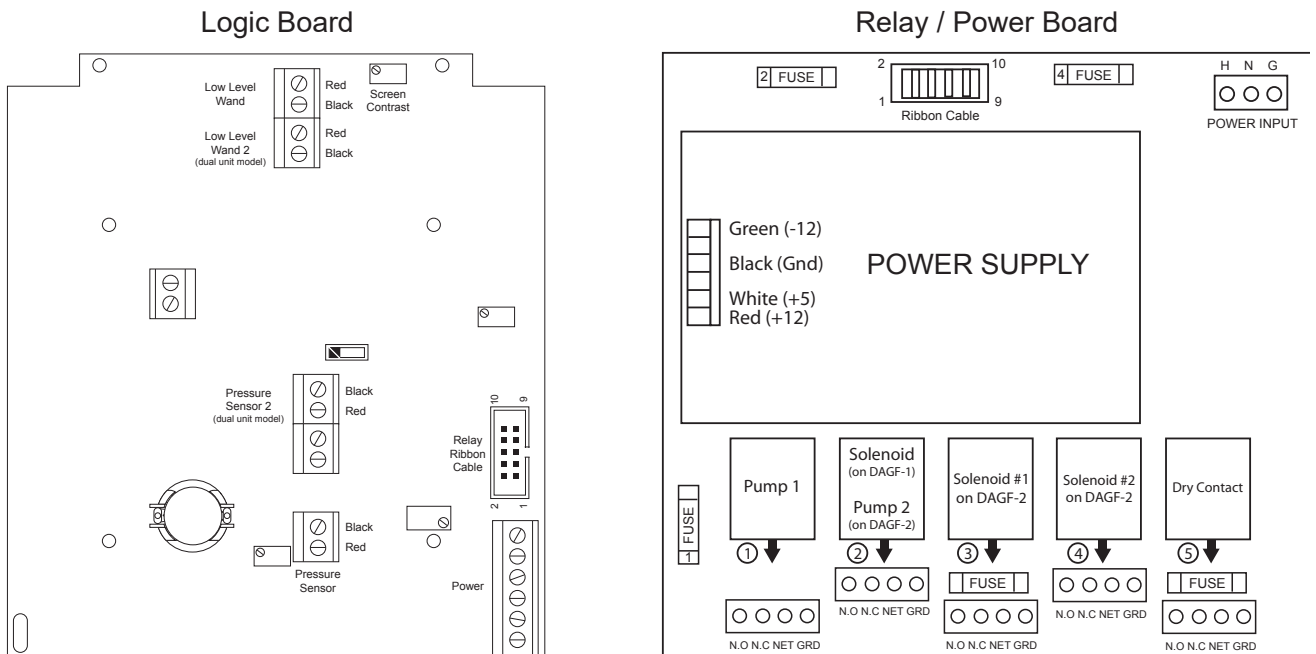 Logic Board
Low Level
Wand
Red
Black
Screen
Contrast
Low Level
Wand 2
(dual unit model)
Red
Black
Pressure
Sensor 2
(dual unit model)
Black
Red
10
9
Relay
Ribbon
Cable
2
1
Black
Red
Pressure
Sensor
Power
Relay / Power Board
2 FUSE
2
10
1
9
Ribbon Cable
4 FUSE
H N G
POWER INPUT
Green (-12)
Black (Gnd)
White (+5)
Red (+12)
POWER SUPPLY
1 FUSE
Pump 1
Solenoid
(on DAGF-1)
Pump 2
(on DAGF-2)
Solenoid #1
on DAGF-2
Solenoid #2
on DAGF-2
Dry Contact
1
2
3
4
5
FUSE
FUSE
N.O N.C NET GRD
N.O N.C NET GRD
N.O N.C NET GRD
N.O N.C NET GRD
N.O N.C NET GRD